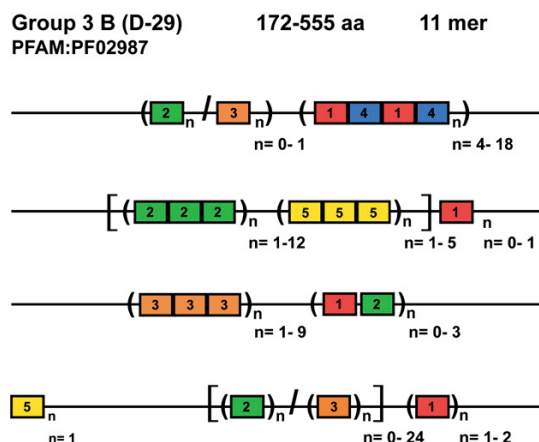 Group 3 B (D-29) 172-555 aa 11 mer
PFAM:PF02987
( 2 n / 3 n ) ( 1 4 1 4 n )
n= 0- 1 n= 4- 18
[ ( 2 2 2 ) n ( 5 5 5 ) n ] 1 n
n= 1-12 n= 1- 5 n= 0- 1
( 3 3 3 ) n ( 1 2 ) n
n= 1- 9 n= 0- 3
5 n [ ( 2 ) n / ( 3 ) n ] ( 1 ) n
n= 1 n= 0- 24 n= 1- 2